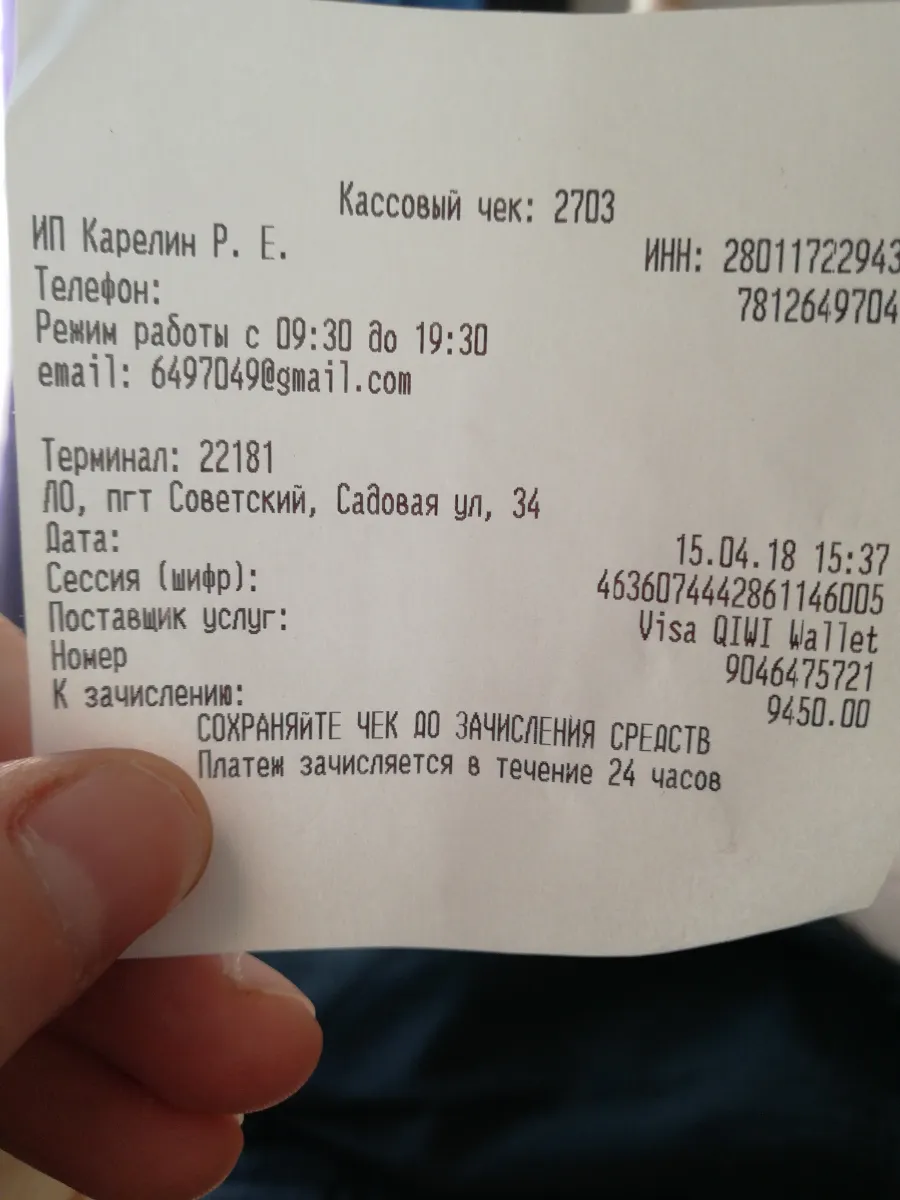 Кассовый чек: 2703
ИП Карелин Р. Е.
ИНН: 28011722943
Телефон: 7812649704
Режим работы с 09:30 до 19:30
email: 6497049@gmail.com
Терминал: 22181
ЛО, пгт Советский, Садовая ул, 34
Дата: 15.04.18 15:37
Сессия (шифр): 4636074442861146005
Поставщик услуг: Visa QIWI Wallet
Номер 9046475721
К зачислению: 9450.00
СОХРАНЯЙТЕ ЧЕК ДО ЗАЧИСЛЕНИЯ СРЕДСТВ
Платеж зачисляется в течение 24 часов